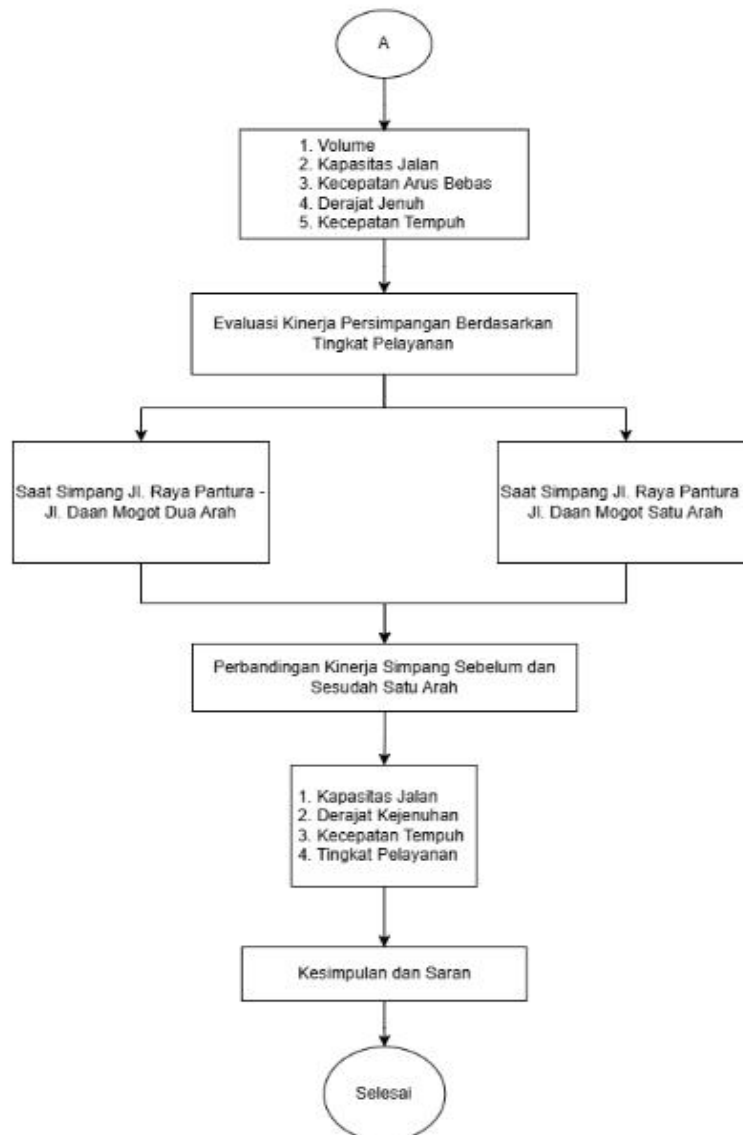 A
1. Volume
2. Kapasitas Jalan
3. Kecepatan Arus Bebas
4. Derajat Jenuh
5. Kecepatan Tempuh
Evaluasi Kinerja Persimpangan Berdasarkan
Tingkat Pelayanan
Saat Simpang Jl. Raya Pantura -
Jl. Daan Mogot Dua Arah
Saat Simpang Jl. Raya Pantura
Jl. Daan Mogot Satu Arah
Perbandingan Kinerja Simpang Sebelum dan
Sesudah Satu Arah
1. Kapasitas Jalan
2. Derajat Kejenuhan
3. Kecepatan Tempuh
4. Tingkat Pelayanan
Kesimpulan dan Saran
Selesai